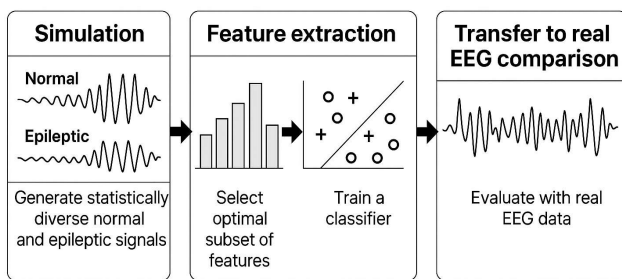 Simulation
Normal
Epileptic
Generate statistically
diverse normal
and epileptic signals
Feature extraction
Select
optimal
subset of
features
Train a
classifier
Transfer to real
EEG comparison
Evaluate with real
EEG data